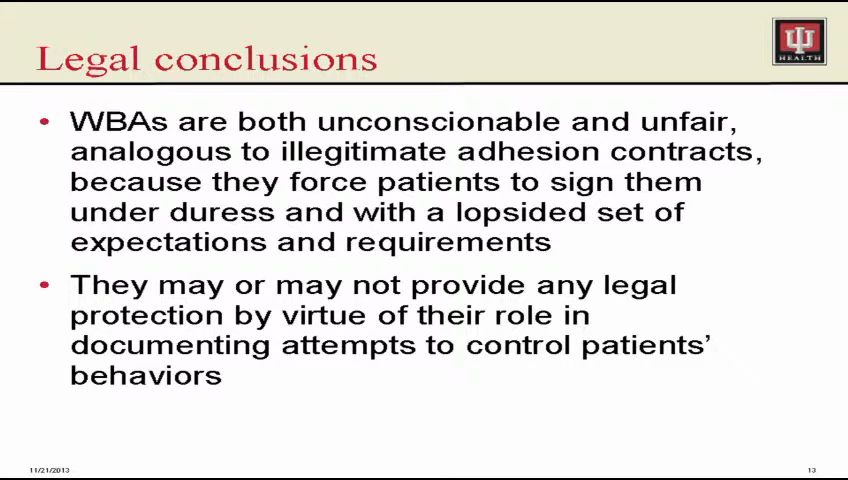 Legal conclusions
HEALTH
• WBAs are both unconscionable and unfair,
analogous to illegitimate adhesion contracts,
because they force patients to sign them
under duress and with a lopsided set of
expectations and requirements
• They may or may not provide any legal
protection by virtue of their role in
documenting attempts to control patients’
behaviors
11/21/2013
13